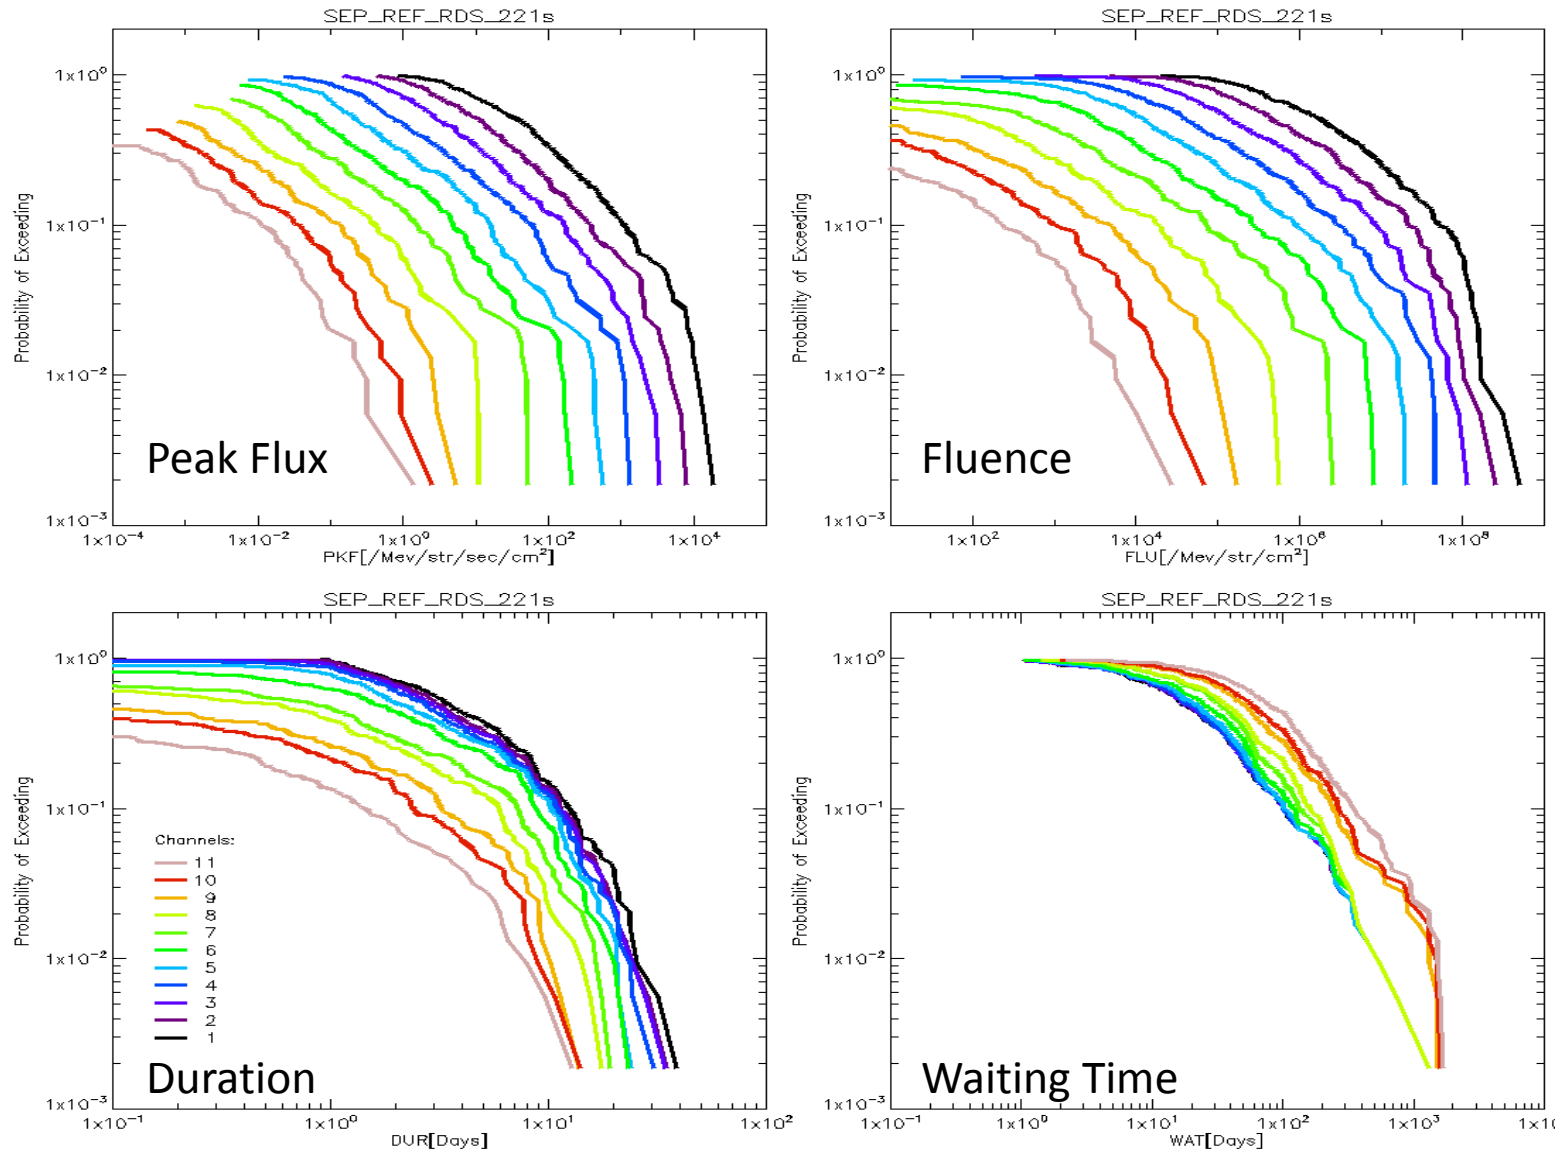 SEP_REF_RDS_221s
Probability of Exceeding
1x10⁰
1x10⁻¹
1x10⁻²
1x10⁻³
Peak Flux
1x10⁻⁴
1x10⁻²
1x10⁰
1x10²
1x10⁴
PKF[/Mev/str/sec/cm²]
SEP_REF_RDS_221s
Probability of Exceeding
1x10⁰
1x10⁻¹
1x10⁻²
1x10⁻³
Fluence
1x10²
1x10⁴
1x10⁶
1x10⁸
FLU[/Mev/str/cm²]
SEP_REF_RDS_221s
Probability of Exceeding
1x10⁰
1x10⁻¹
1x10⁻²
1x10⁻³
Channels:
11
10
9
8
7
6
5
4
3
2
1
Duration
1x10⁻¹
1x10⁰
1x10¹
1x10²
DUR[Days]
SEP_REF_RDS_221s
Probability of Exceeding
1x10⁰
1x10⁻¹
1x10⁻²
1x10⁻³
Waiting Time
1x10⁻¹
1x10⁰
1x10¹
1x10²
1x10³
WAT[Days]